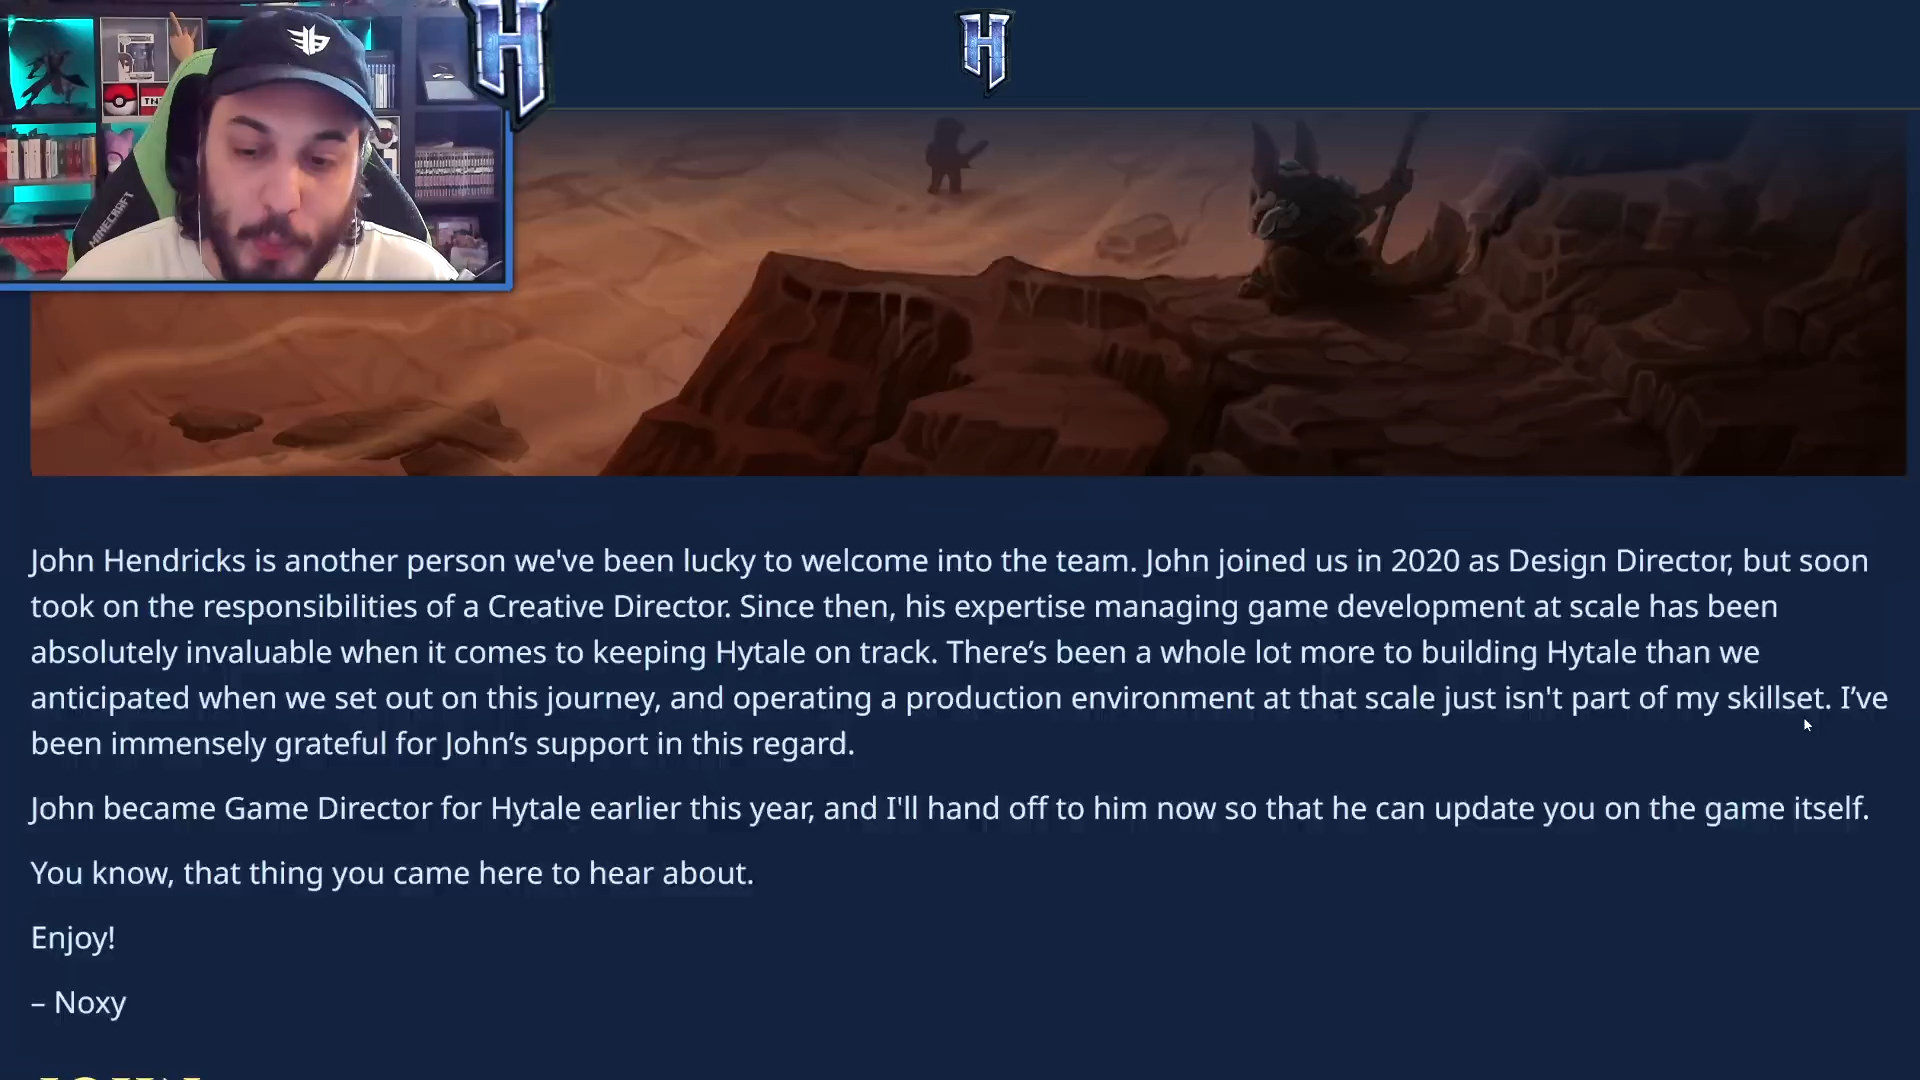 H
H
TN
MINECRAFT
John Hendricks is another person we've been lucky to welcome into the team. John joined us in 2020 as Design Director, but soon
took on the responsibilities of a Creative Director. Since then, his expertise managing game development at scale has been
absolutely invaluable when it comes to keeping Hytale on track. There’s been a whole lot more to building Hytale than we
anticipated when we set out on this journey, and operating a production environment at that scale just isn't part of my skillset. I’ve
been immensely grateful for John’s support in this regard.
John became Game Director for Hytale earlier this year, and I'll hand off to him now so that he can update you on the game itself.
You know, that thing you came here to hear about.
Enjoy!
– Noxy